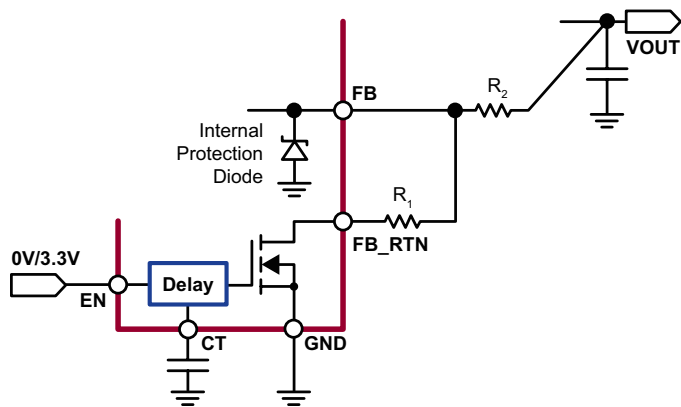 VOUT
FB
R2
Internal
Protection
Diode
R1
FB_RTN
0V/3.3V
Delay
EN
CT
GND